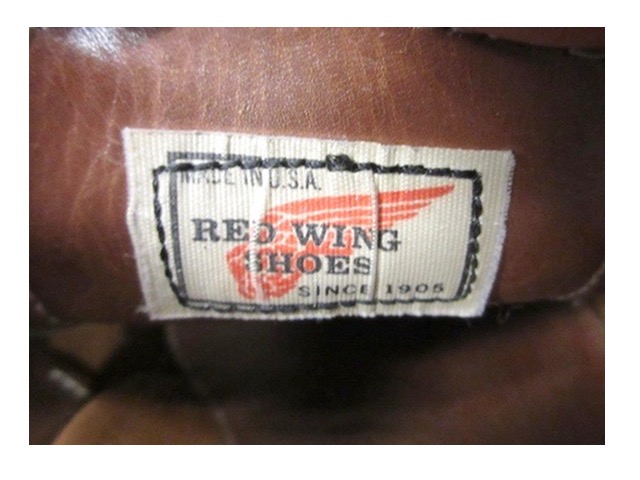 MADE IN U.S.A.
RED WING
SHOES
SINCE 1905